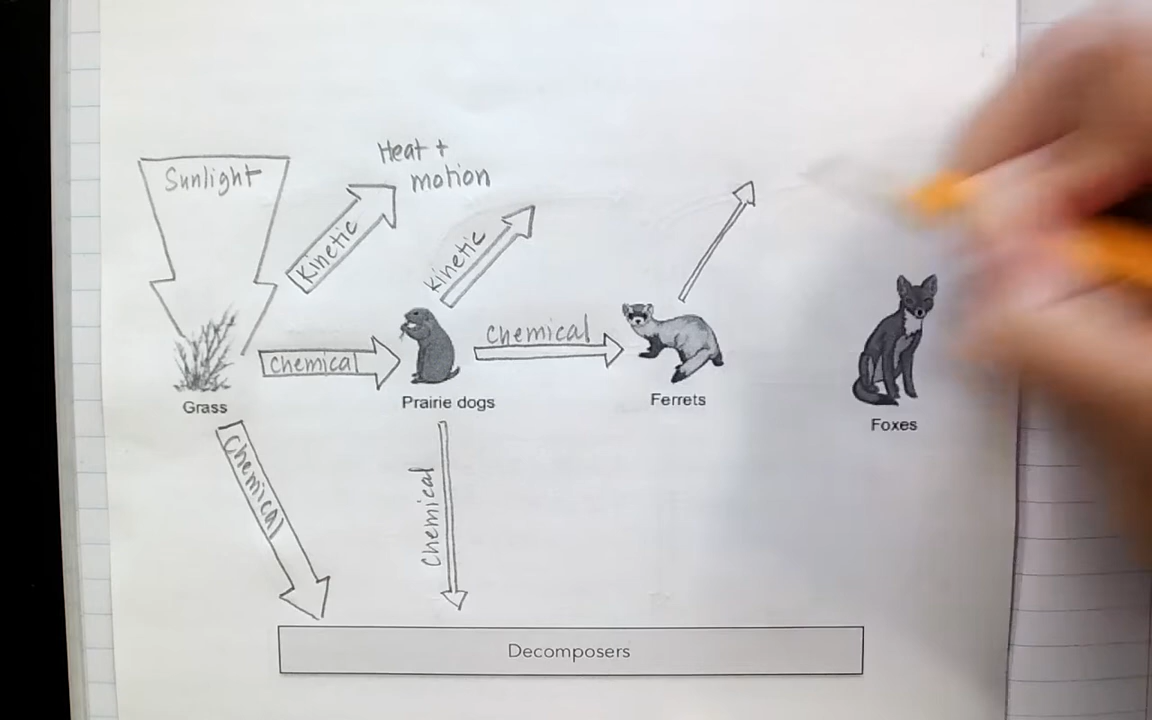 Heat +
motion
Sunlight
Kinetic
Kinetic
Chemical
Chemical
Grass
Prairie dogs
Ferrets
Foxes
Chemical
Chemical
Decomposers